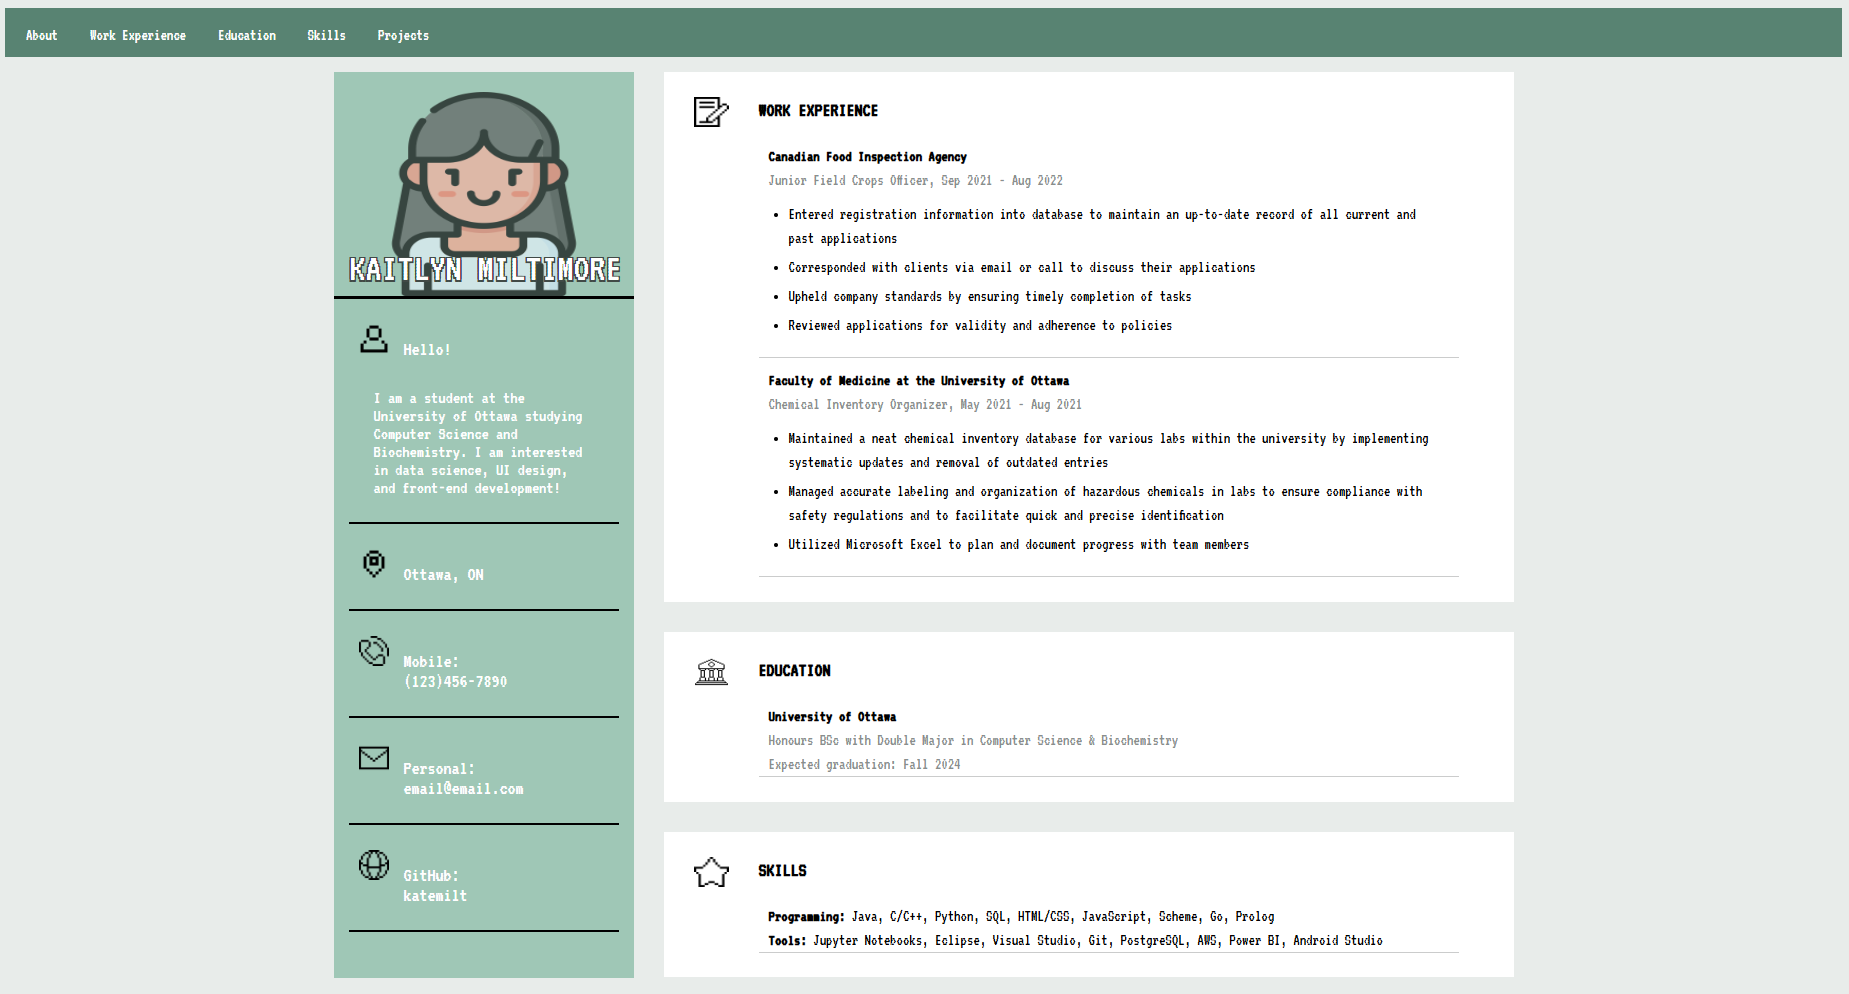 About Work Experience Education Skills Projects
KAITLYN MILTIMORE
Hello!
I am a student at the
University of Ottawa studying
Computer Science and
Biochemistry. I am interested
in data science, UI design,
and front-end development!
Ottawa, ON
Mobile:
(123)456-7890
Personal:
email@email.com
GitHub:
katemilt
WORK EXPERIENCE
Canadian Food Inspection Agency
Junior Field Crops Officer, Sep 2021 - Aug 2022
• Entered registration information into database to maintain an up-to-date record of all current and
past applications
• Corresponded with clients via email or call to discuss their applications
• Upheld company standards by ensuring timely completion of tasks
• Reviewed applications for validity and adherence to policies
Faculty of Medicine at the University of Ottawa
Chemical Inventory Organizer, May 2021 - Aug 2021
• Maintained a neat chemical inventory database for various labs within the university by implementing
systematic updates and removal of outdated entries
• Managed accurate labeling and organization of hazardous chemicals in labs to ensure compliance with
safety regulations and to facilitate quick and precise identification
• Utilized Microsoft Excel to plan and document progress with team members
EDUCATION
University of Ottawa
Honours BSc with Double Major in Computer Science & Biochemistry
Expected graduation: Fall 2024
SKILLS
Programming: Java, C/C++, Python, SQL, HTML/CSS, JavaScript, Scheme, Go, Prolog
Tools: Jupyter Notebooks, Eclipse, Visual Studio, Git, PostgreSQL, AWS, Power BI, Android Studio